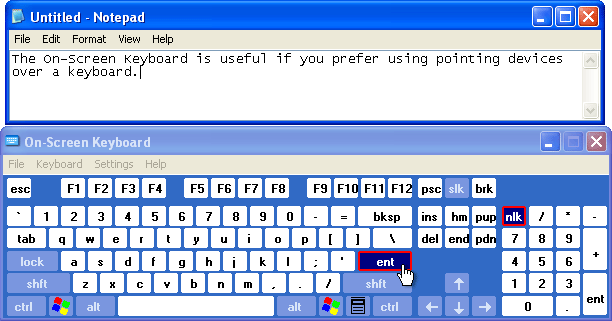 Untitled - Notepad
File Edit Format View Help
The On-Screen Keyboard is useful if you prefer using pointing devices
over a keyboard.
On-Screen Keyboard
File Keyboard Settings Help
esc F1 F2 F3 F4 F5 F6 F7 F8 F9 F10 F11 F12 psc slk brk
` 1 2 3 4 5 6 7 8 9 0 - = bksp ins hm pup nlk / * -
tab q w e r t y u i o p [ ] \ del end pdn 7 8 9 +
lock a s d f g h j k l ; ' ent 4 5 6
shft z x c v b n m , . / shft ↑ 1 2 3 ent
ctrl alt alt ctrl ← ↓ → 0 .